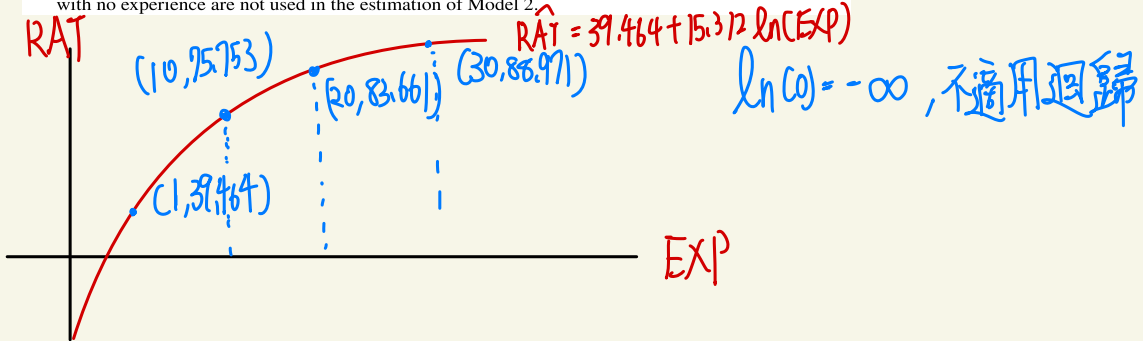 with no experience are not used in the estimation of Model 2.
RAT
RÂT = 39.464+15.312 ln(EXP)
(10,75.753)
(20,83.661)
(30,88.971)
ln(0)= -∞ , 不適用迴歸
(1,39.464)
EXP